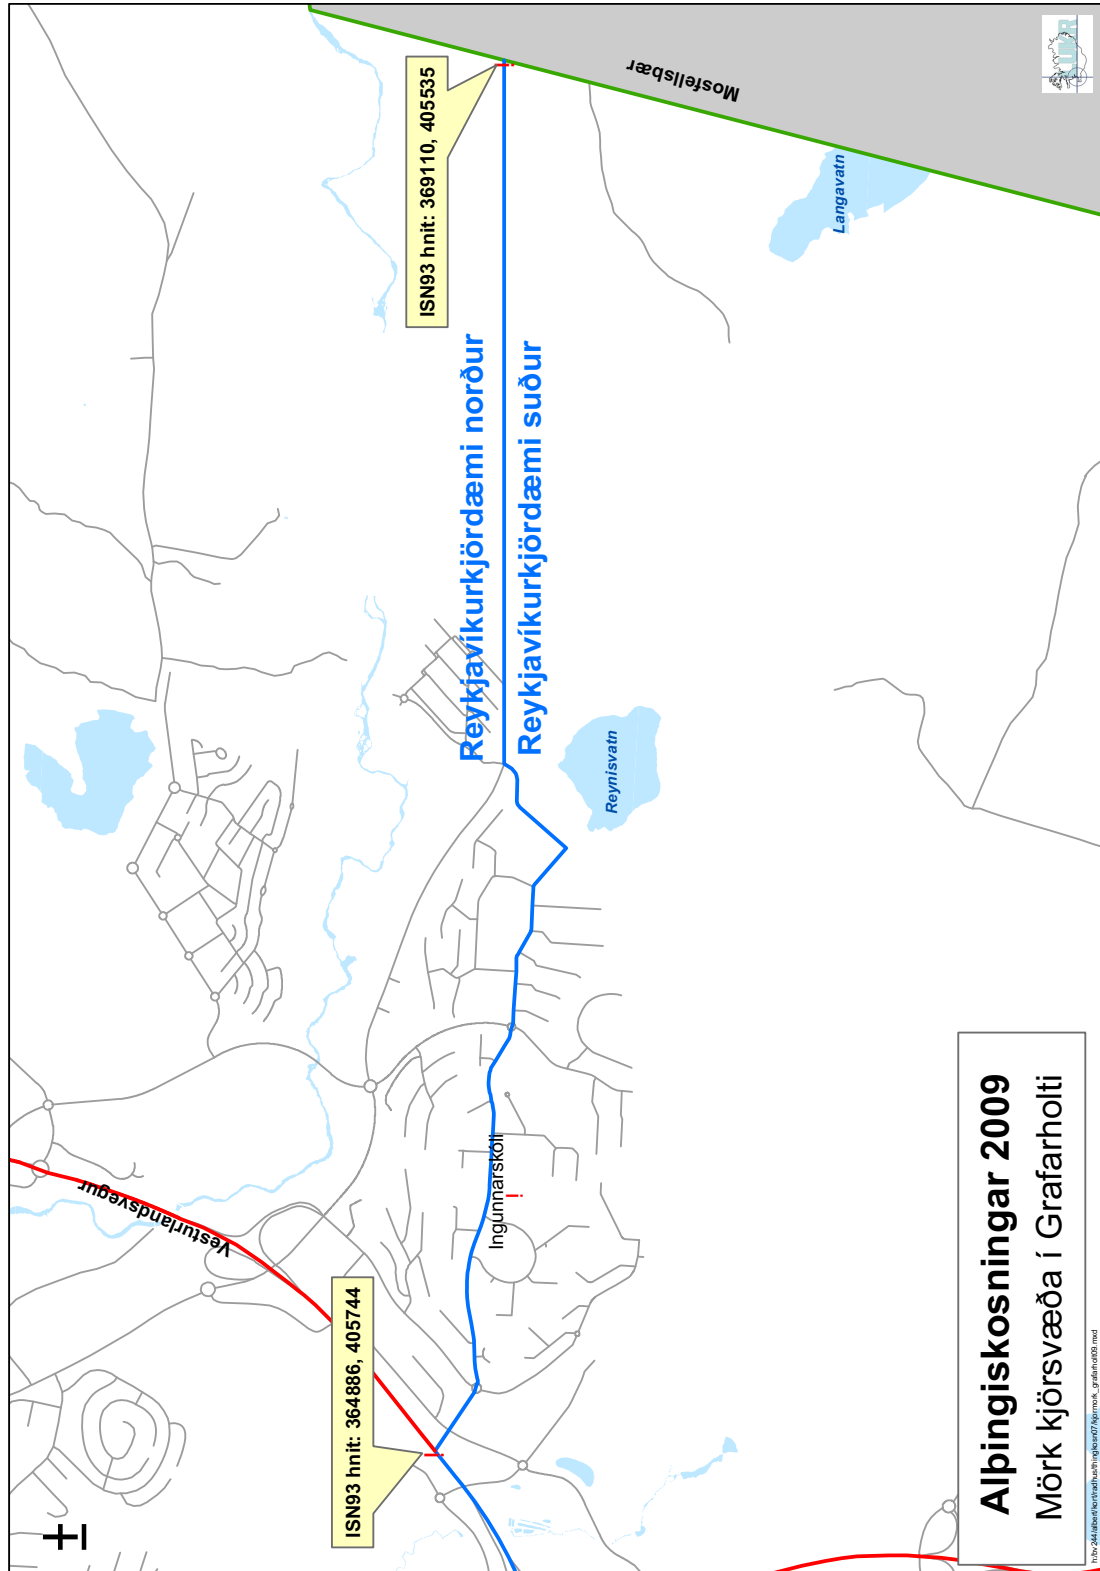 Mosfellsbær
ISN93 hnit: 369110, 405535
Langavatn
Reykjavíkurkjördæmi norður
Reykjavíkurkjördæmi suður
Reynisvatn
Vesturlandsvegur
Ingunnarskóli
ISN93 hnit: 364886, 405744
Alþingiskosningar 2009
Mörk kjörsvæða í Grafarholti